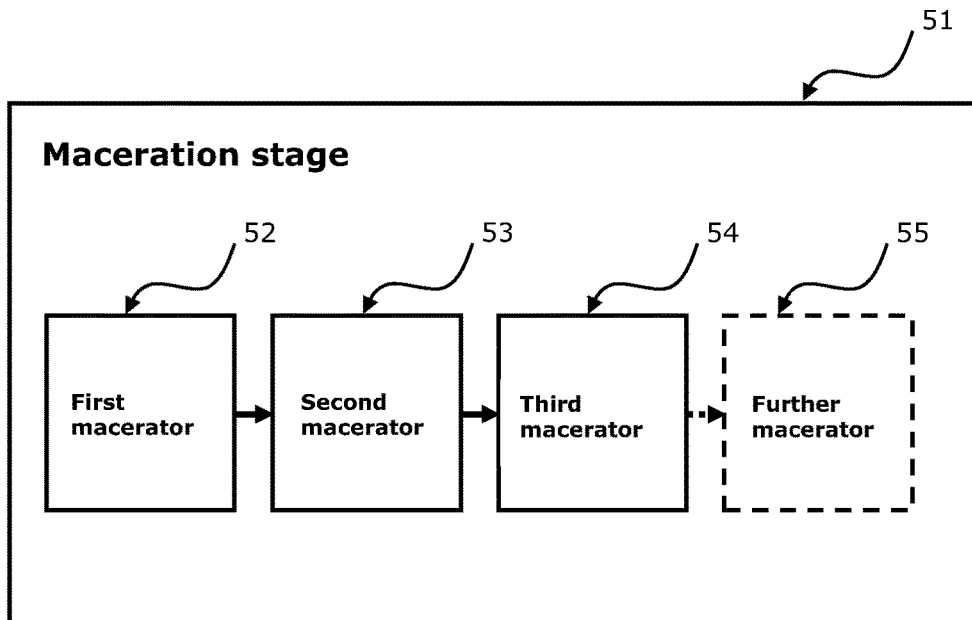 51
Maceration stage
52
53
54
55
First
macerator
Second
macerator
Third
macerator
Further
macerator